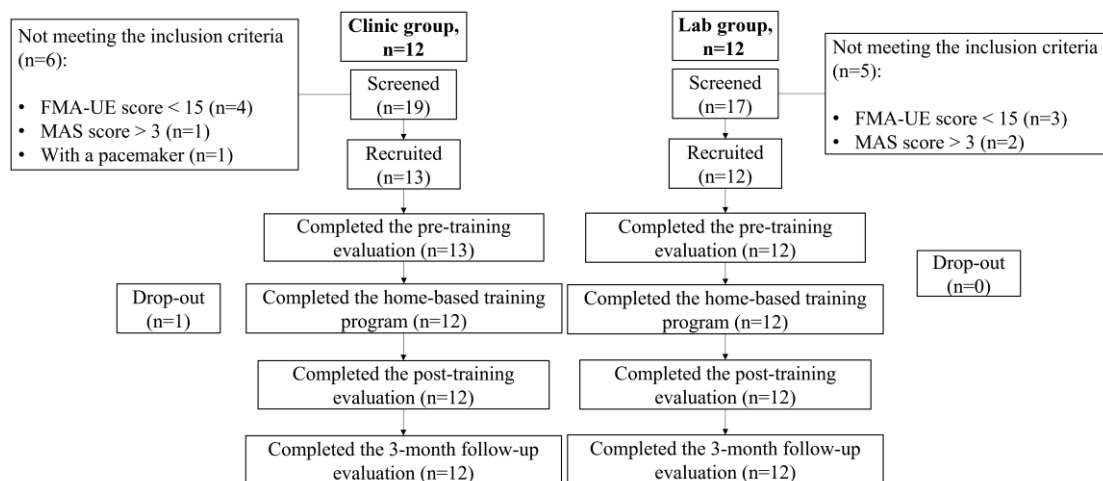 Not meeting the inclusion criteria
(n=6):
• FMA-UE score < 15 (n=4)
• MAS score > 3 (n=1)
• With a pacemaker (n=1)
Clinic group,
n=12
Screened
(n=19)
Recruited
(n=13)
Completed the pre-training
evaluation (n=13)
Drop-out
(n=1)
Completed the home-based training
program (n=12)
Completed the post-training
evaluation (n=12)
Completed the 3-month follow-up
evaluation (n=12)
Lab group,
n=12
Screened
(n=17)
Not meeting the inclusion criteria
(n=5):
• FMA-UE score < 15 (n=3)
• MAS score > 3 (n=2)
Recruited
(n=12)
Completed the pre-training
evaluation (n=12)
Drop-out
(n=0)
Completed the home-based training
program (n=12)
Completed the post-training
evaluation (n=12)
Completed the 3-month follow-up
evaluation (n=12)